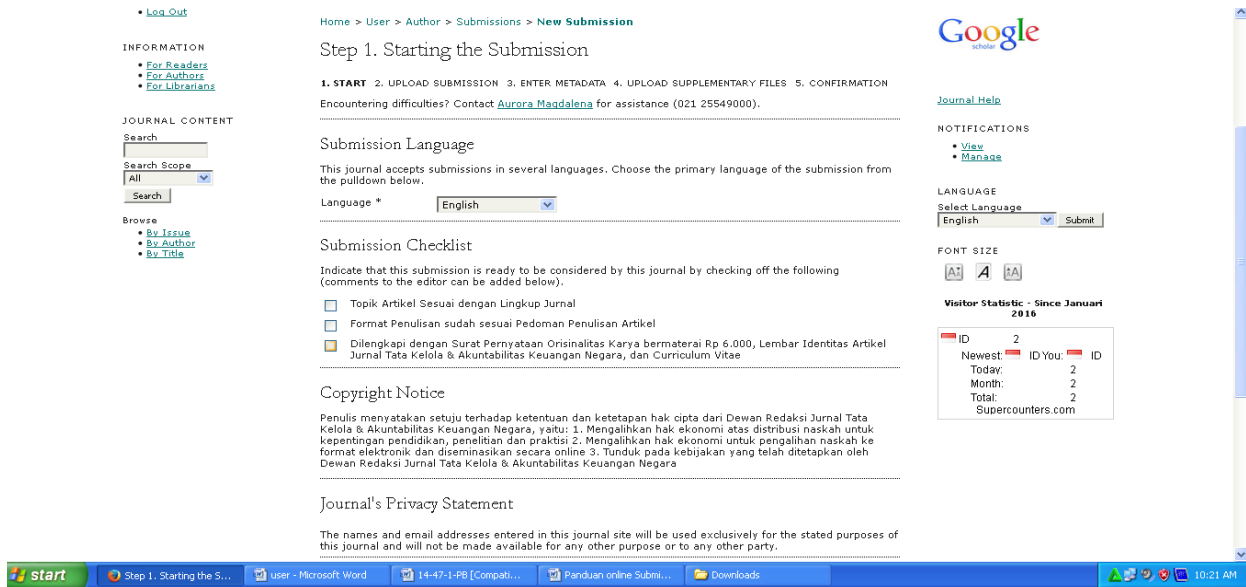 Log Out
INFORMATION
For Readers
For Authors
For Librarians
JOURNAL CONTENT
Search
Search Scope
All
Search
Browse
By Issue
By Author
By Title
Home > User > Author > Submissions > New Submission
Step 1. Starting the Submission
1. START 2. UPLOAD SUBMISSION 3. ENTER METADATA 4. UPLOAD SUPPLEMENTARY FILES 5. CONFIRMATION
Encountering difficulties? Contact Aurora Magdalena for assistance (021 25549000).
Submission Language
This journal accepts submissions in several languages. Choose the primary language of the submission from
the pulldown below.
Language * English
Submission Checklist
Indicate that this submission is ready to be considered by this journal by checking off the following
(comments to the editor can be added below).
Topik Artikel Sesuai dengan Lingkup Jurnal
Format Penulisan sudah sesuai Pedoman Penulisan Artikel
Dilengkapi dengan Surat Pernyataan Orisinalitas Karya bermaterai Rp 6.000, Lembar Identitas Artikel
Jurnal Tata Kelola & Akuntabilitas Keuangan Negara, dan Curriculum Vitae
Copyright Notice
Penulis menyatakan setuju terhadap ketentuan dan ketetapan hak cipta dari Dewan Redaksi Jurnal Tata
Kelola & Akuntabilitas Keuangan Negara, yaitu: 1. Mengalihkan hak ekonomi atas distribusi naskah untuk
kepentingan pendidikan, penelitian dan praktisi 2. Mengalihkan hak ekonomi untuk pengalihan naskah ke
format elektronik dan diseminasikan secara online 3. Tunduk pada kebijakan yang telah ditetapkan oleh
Dewan Redaksi Jurnal Tata Kelola & Akuntabilitas Keuangan Negara
Journal's Privacy Statement
The names and email addresses entered in this journal site will be used exclusively for the stated purposes of
this journal and will not be made available for any other purpose or to any other party.
Google
scholar
Journal Help
NOTIFICATIONS
View
Manage
LANGUAGE
Select Language
English Submit
FONT SIZE
A A A
Visitor Statistic - Since Januari
2016
ID 2
Newest: ID You: ID
Today: 2
Month: 2
Total: 2
Supercounters.com
start Step 1. Starting the S... user - Microsoft Word 14-47-1-PB [Compati... Panduan online Submi... Downloads 10:21 AM